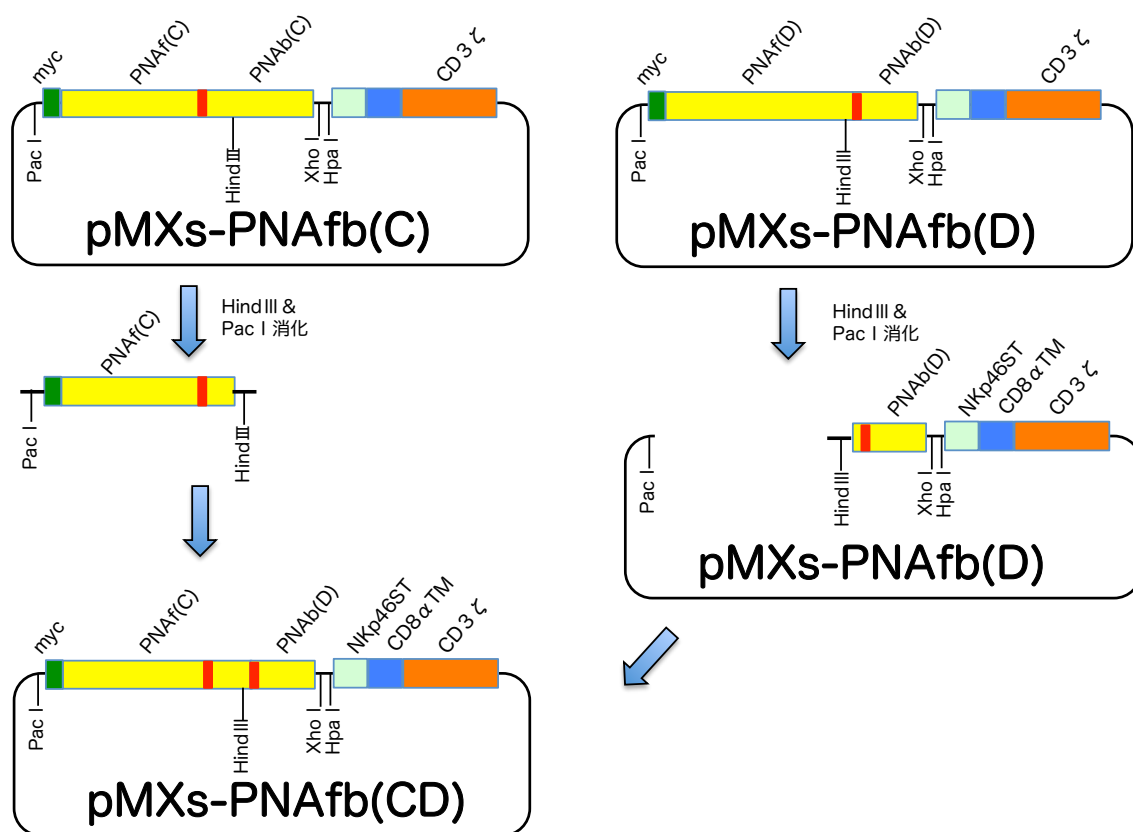 myc
PNAf(C)
PNAb(C)
CD3ζ
Pac I
HindⅢ
Xho I
Hpa I
pMXs-PNAfb(C)
myc
PNAf(D)
PNAb(D)
CD3ζ
Pac I
HindIII
Xho I
Hpa I
pMXs-PNAfb(D)
HindⅢ &
Pac I 消化
PNAf(C)
Pac I
HindⅢ
HindⅢ &
Pac I 消化
PNAb(D)
NKp46ST
CD8αTM
CD3ζ
Pac I
HindIII
Xho I
Hpa I
pMXs-PNAfb(D)
myc
PNAf(C)
PNAb(D)
NKp46ST
CD8αTM
CD3ζ
Pac I
HindIII
Xho I
Hpa I
pMXs-PNAfb(CD)